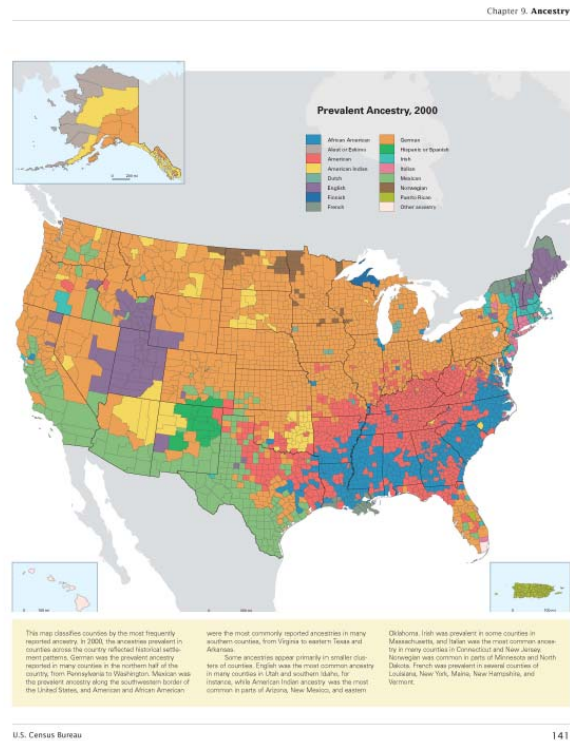 Chapter 9. Ancestry
Prevalent Ancestry, 2000
African American
Aleut or Eskimo
American
American Indian
Dutch
English
Finnish
French
German
Hispanic or Spanish
Irish
Italian
Mexican
Norwegian
Puerto Rican
Other ancestry
This map classifies counties by the most frequently
reported ancestry. In 2000, the ancestries prevalent in
counties across the country reflected historical settle-
ment patterns. German was the prevalent ancestry
reported in many counties in the northern half of the
country, from Pennsylvania to Washington. Mexican was
the prevalent ancestry along the southwestern border of
the United States, and American and African American
were the most commonly reported ancestries in many
southern counties, from Virginia to eastern Texas and
Arkansas.
Some ancestries appear primarily in smaller clus-
ters of counties. English was the most common ancestry
in many counties in Utah and southern Idaho, for
instance, while American Indian ancestry was the most
common in parts of Arizona, New Mexico, and eastern
Oklahoma. Irish was prevalent in some counties in
Massachusetts, and Italian was the most common ances-
try in many counties in Connecticut and New Jersey.
Norwegian was common in parts of Minnesota and North
Dakota. French was prevalent in several counties of
Louisiana, New York, Maine, New Hampshire, and
Vermont.
U.S. Census Bureau
141